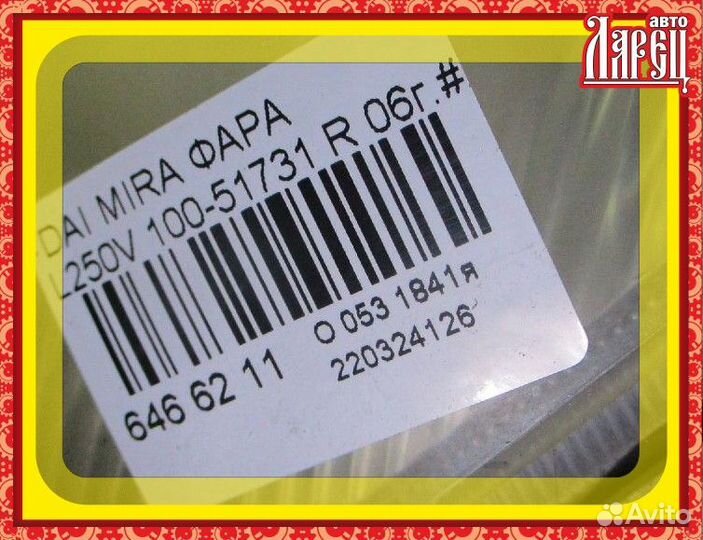 авто
Ларец
-DAI MIRA ФАРА
L250V 100-51731 R 06г.#
646 62 11 O 053 1841я
220324126
Avito